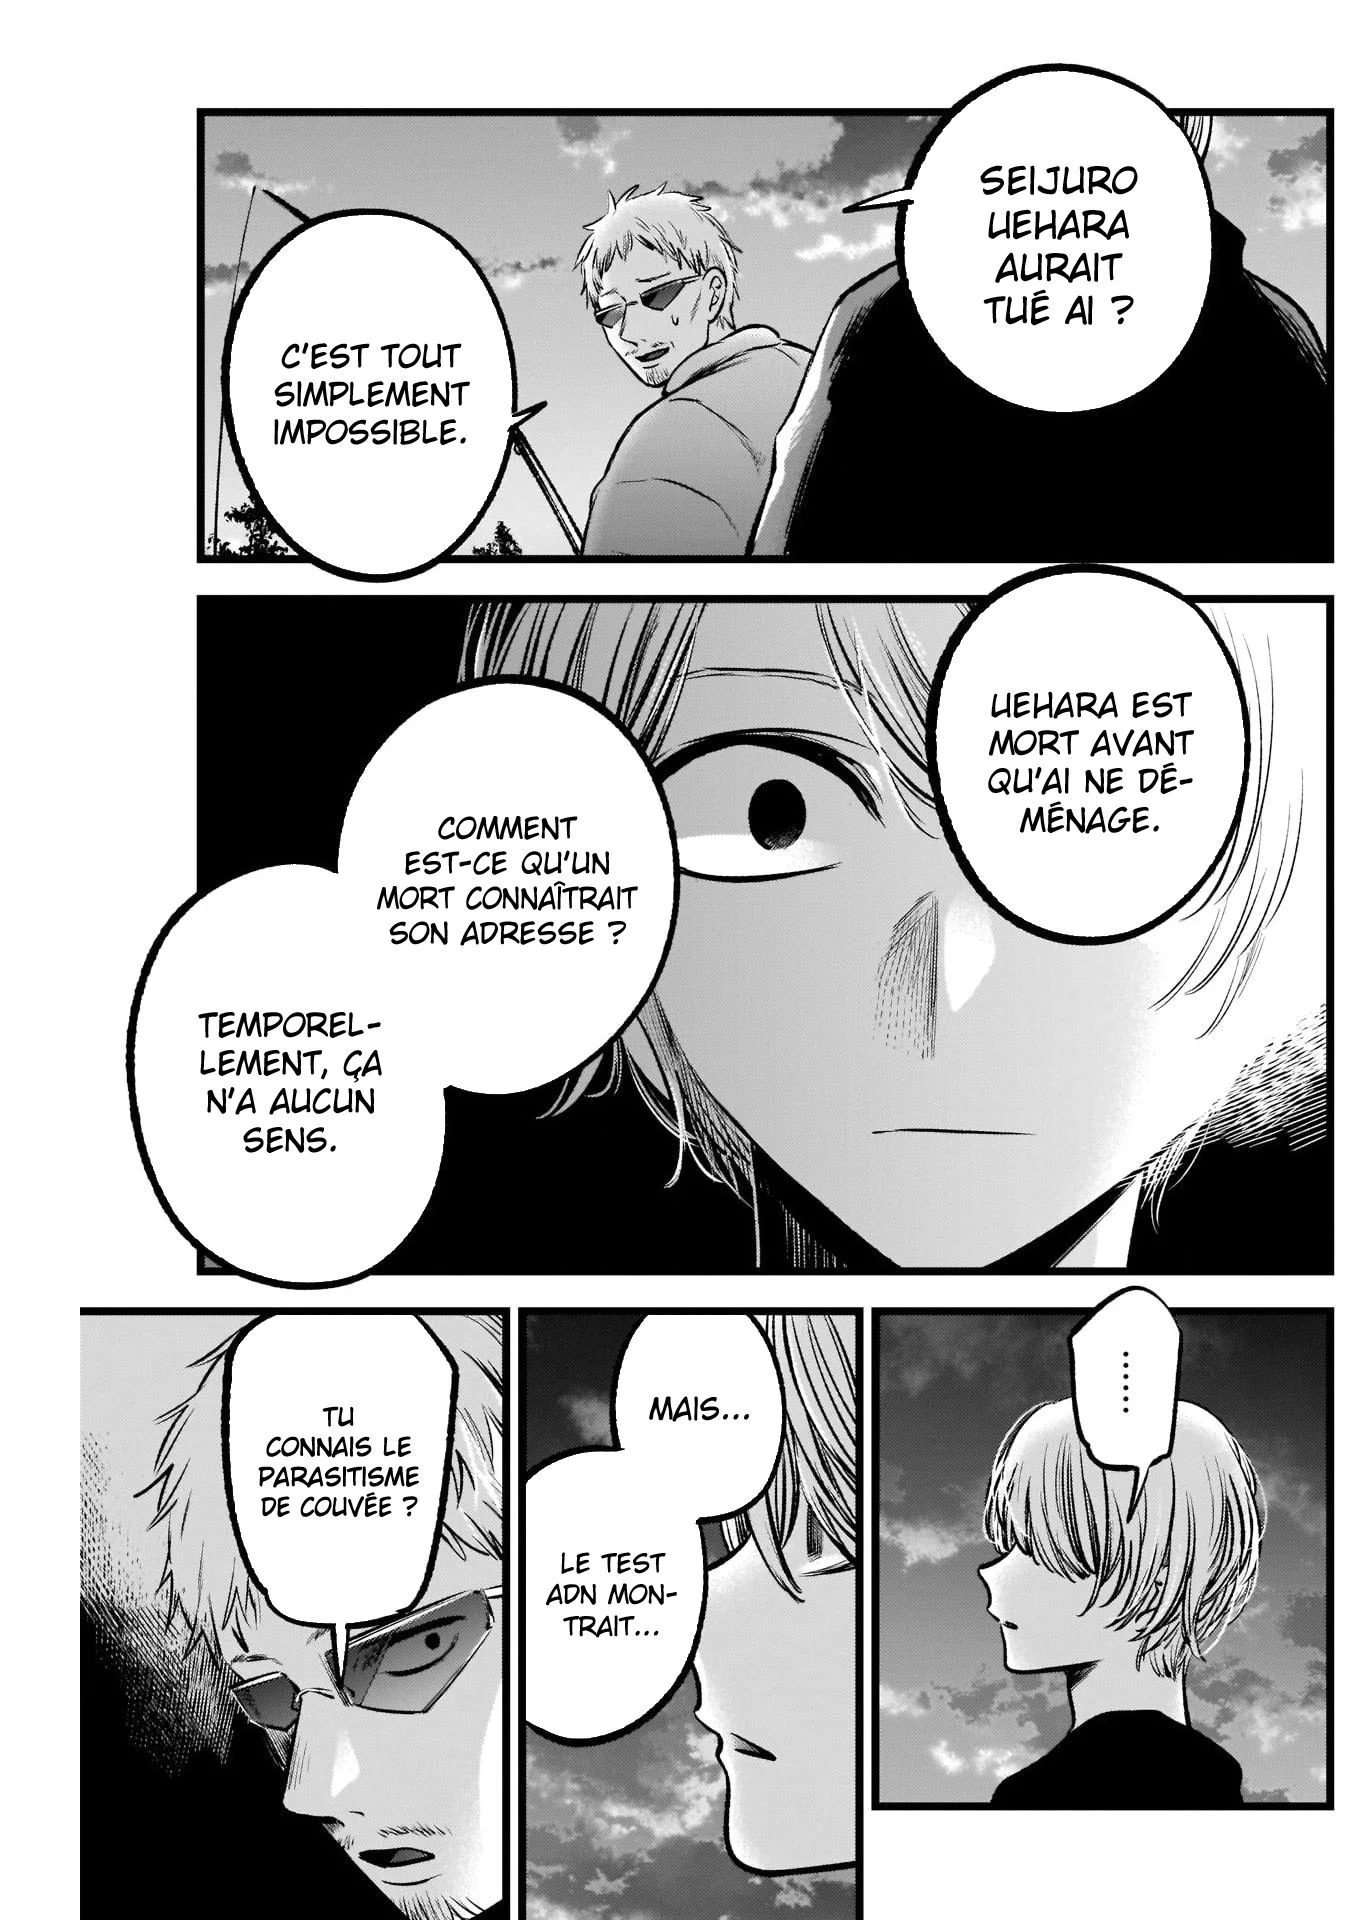 SEIJURO
UEHARA
AURAIT
TUÉ AI ?
C'EST TOUT
SIMPLEMENT
IMPOSSIBLE.
UEHARA EST
MORT AVANT
QU'AI NE DÉ-
MÉNAGE.
COMMENT
EST-CE QU'UN
MORT CONNAÎTRAIT
SON ADRESSE ?
TEMPOREL-
LEMENT, ÇA
N'A AUCUN
SENS.
......
MAIS...
LE TEST
ADN MON-
TRAIT...
TU
CONNAIS LE
PARASITISME
DE COUVÉE ?